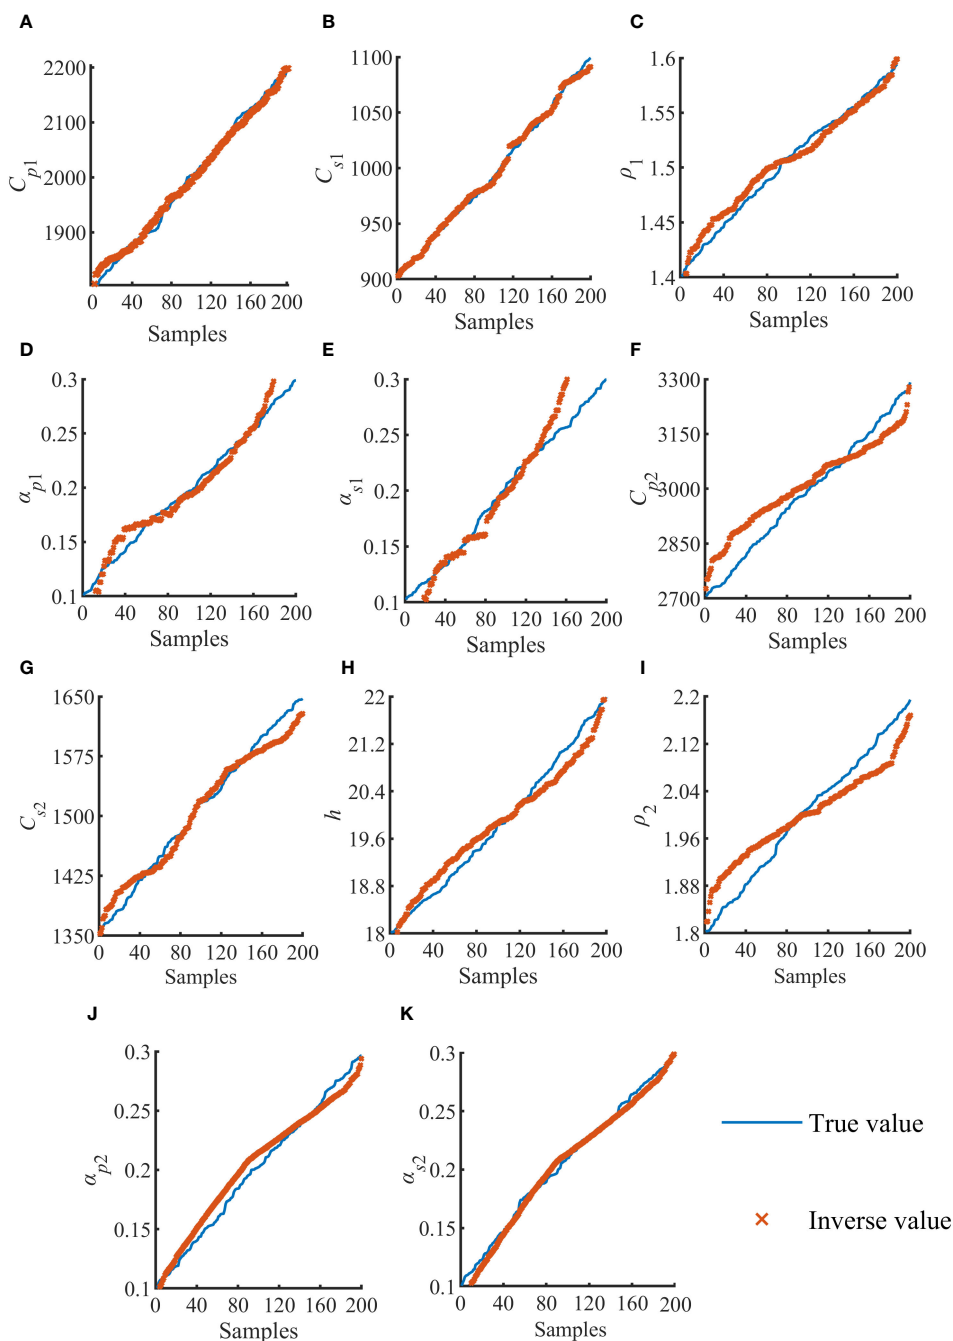 A
2200
2100
2000
1900
C_p1
0 40 80 120 160 200
Samples
B
1100
1050
1000
950
900
C_s1
0 40 80 120 160 200
Samples
C
1.6
1.55
1.5
1.45
1.4
ρ_1
0 40 80 120 160 200
Samples
D
0.3
0.25
0.2
0.15
0.1
α_p1
0 40 80 120 160 200
Samples
E
0.3
0.25
0.2
0.15
0.1
α_s1
0 40 80 120 160 200
Samples
F
3300
3150
3000
2850
2700
C_p2
0 40 80 120 160 200
Samples
G
1650
1575
1500
1425
1350
C_s2
0 40 80 120 160 200
Samples
H
22
21.2
20.4
19.6
18.8
18
h
0 40 80 120 160 200
Samples
I
2.2
2.12
2.04
1.96
1.88
1.8
ρ_2
0 40 80 120 160 200
Samples
J
0.3
0.25
0.2
0.15
0.1
α_p2
0 40 80 120 160 200
Samples
K
0.3
0.25
0.2
0.15
0.1
α_s2
0 40 80 120 160 200
Samples
True value
Inverse value